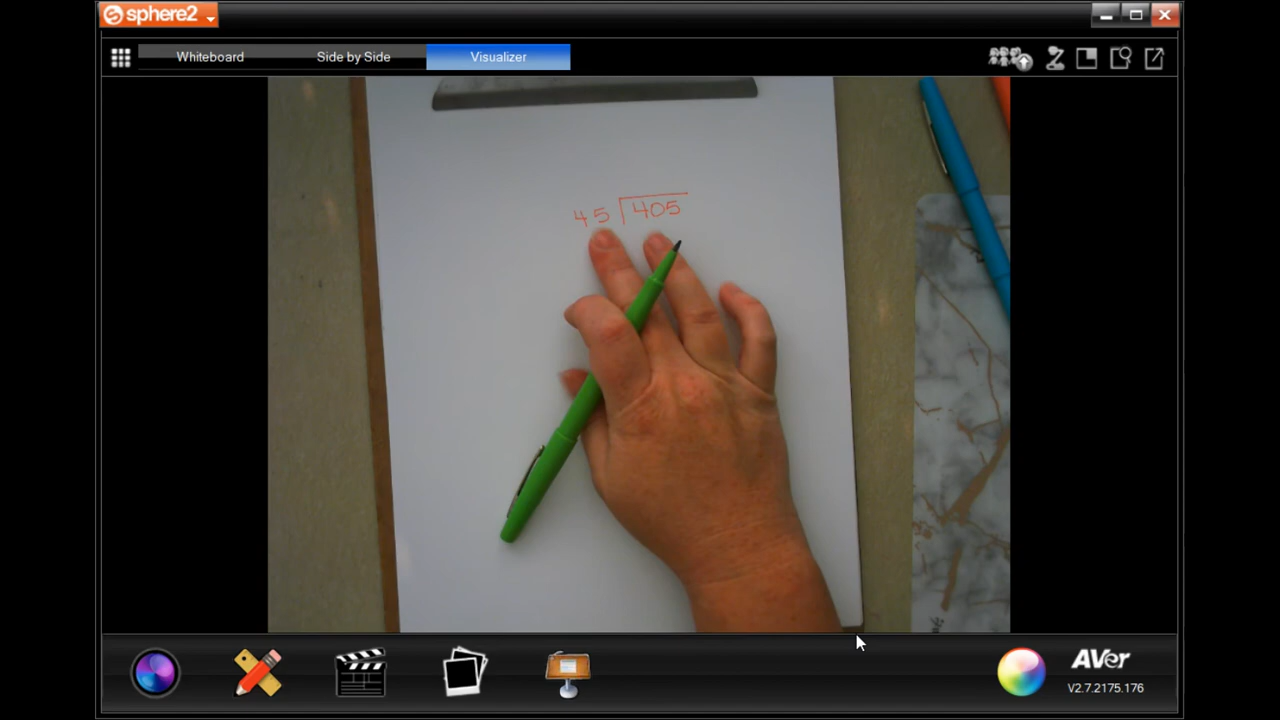 sphere2
Whiteboard Side by Side Visualizer
45 405
AVer
V2.7.2175.176